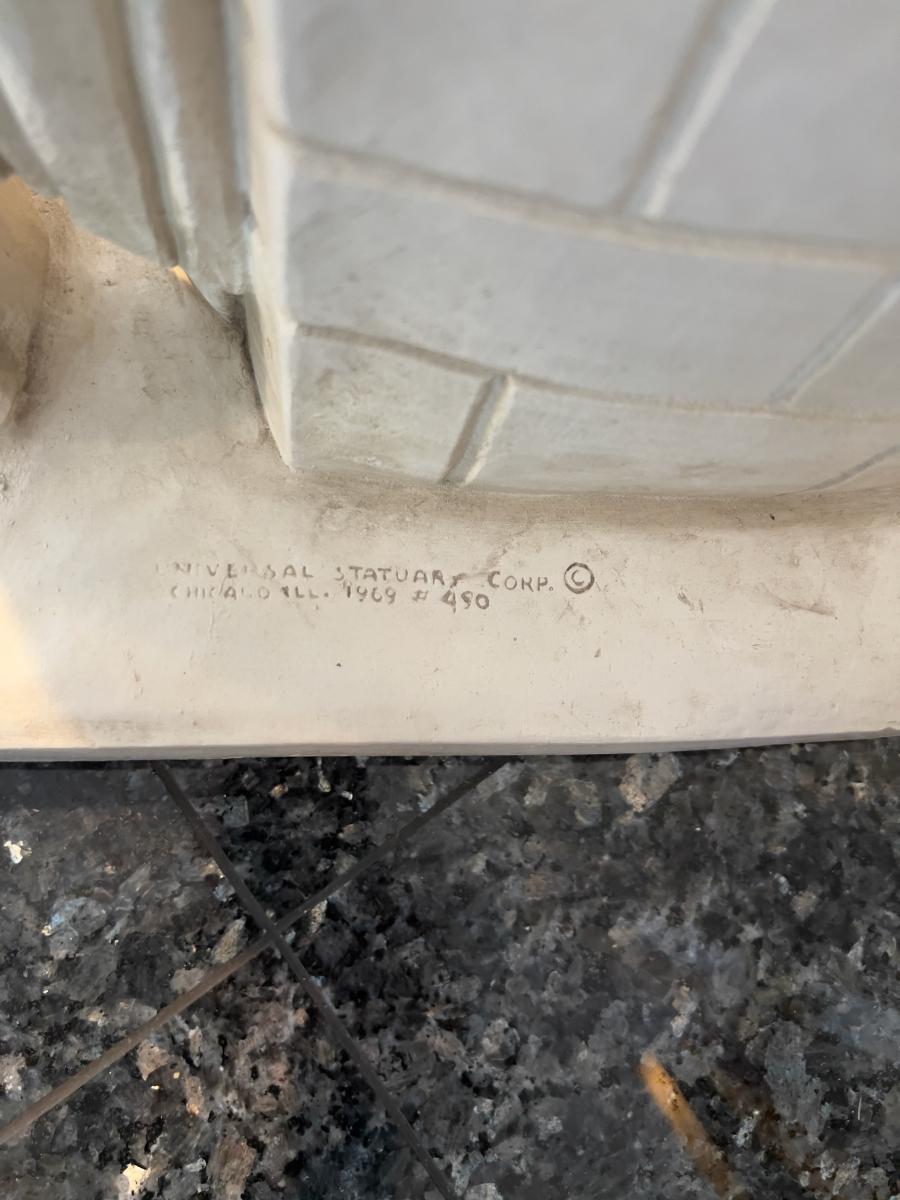 UNIVERSAL STATUARY CORP. ©
CHICAGO ILL. 1969 # 490